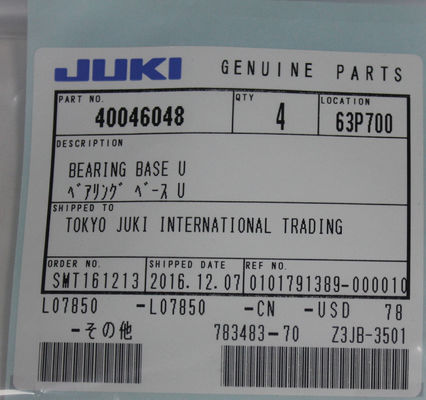 JUKI GENUINE PARTS
PART NO. QTY LOCATION
40046048 4 63P700
DESCRIPTION
BEARING BASE U
ﾍﾞｱﾘﾝｸﾞ ﾍﾞｰｽ U
SHIPPED TO
TOKYO JUKI INTERNATIONAL TRADING
ORDER NO. SHIPPED DATE REF NO.
SMT161213 2016.12.07 0101791389-000010
L07850 -L07850 -CN -USD 78
-その他 783483-70 Z3JB-3501